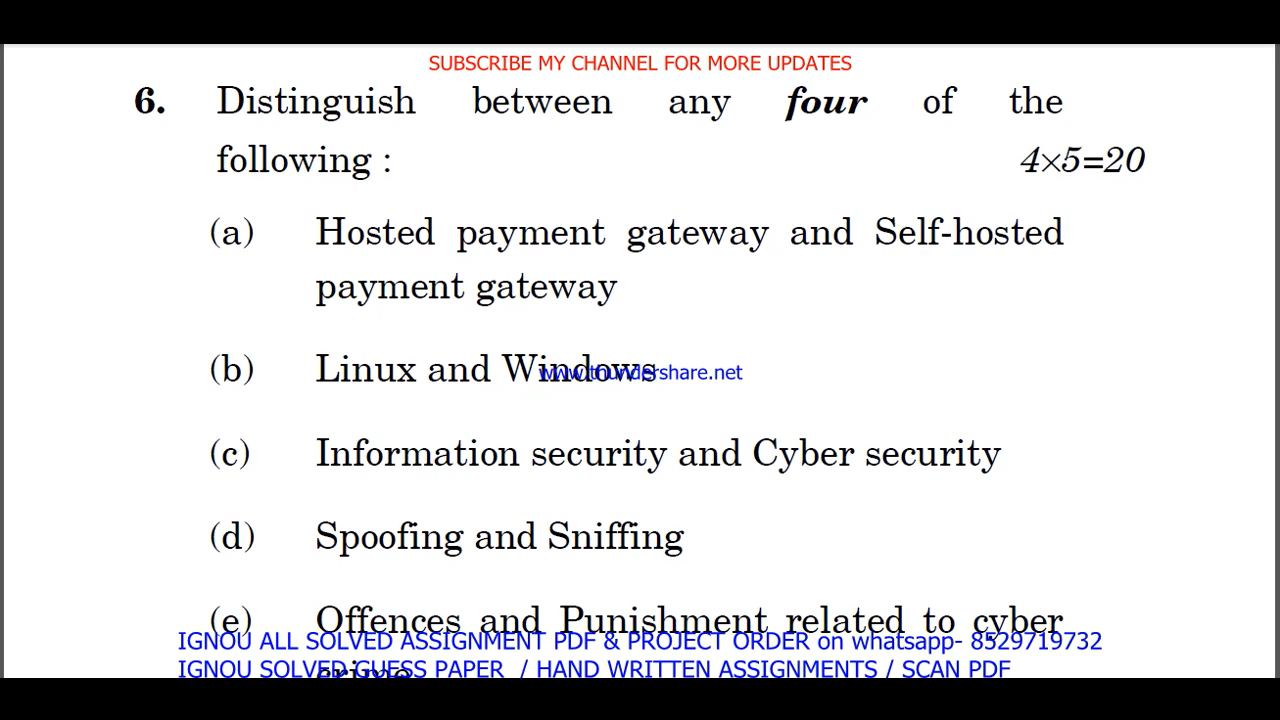 SUBSCRIBE MY CHANNEL FOR MORE UPDATES
6. Distinguish between any four of the
following : 4×5=20
(a) Hosted payment gateway and Self-hosted
payment gateway
(b) Linux and Windows
www.thundershare.net
(c) Information security and Cyber security
(d) Spoofing and Sniffing
(e) Offences and Punishment related to cyber
IGNOU ALL SOLVED ASSIGNMENT PDF & PROJECT ORDER on whatsapp- 8529719732
crime
IGNOU SOLVED GUESS PAPER / HAND WRITTEN ASSIGNMENTS / SCAN PDF